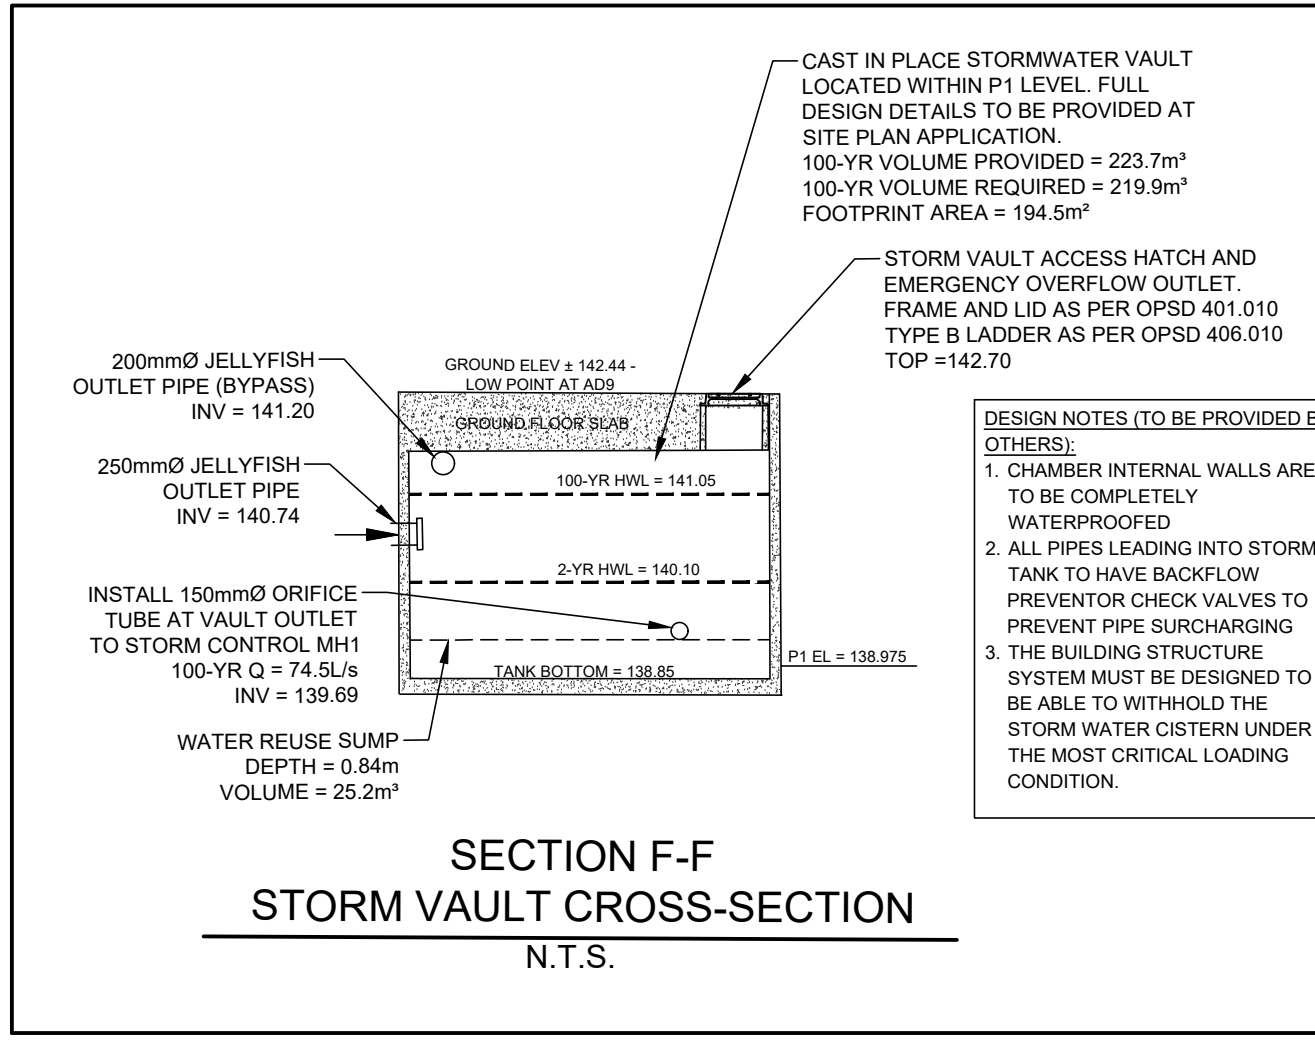 CAST IN PLACE STORMWATER VAULT
LOCATED WITHIN P1 LEVEL. FULL
DESIGN DETAILS TO BE PROVIDED AT
SITE PLAN APPLICATION.
100-YR VOLUME PROVIDED = 223.7m³
100-YR VOLUME REQUIRED = 219.9m³
FOOTPRINT AREA = 194.5m²
STORM VAULT ACCESS HATCH AND
EMERGENCY OVERFLOW OUTLET.
FRAME AND LID AS PER OPSD 401.010
TYPE B LADDER AS PER OPSD 406.010
TOP =142.70
200mmØ JELLYFISH
OUTLET PIPE (BYPASS)
INV = 141.20
GROUND ELEV ± 142.44 -
LOW POINT AT AD9
GROUND FLOOR SLAB
250mmØ JELLYFISH
OUTLET PIPE
INV = 140.74
100-YR HWL = 141.05
2-YR HWL = 140.10
INSTALL 150mmØ ORIFICE
TUBE AT VAULT OUTLET
TO STORM CONTROL MH1
100-YR Q = 74.5L/s
INV = 139.69
TANK BOTTOM = 138.85
P1 EL = 138.975
WATER REUSE SUMP
DEPTH = 0.84m
VOLUME = 25.2m³
DESIGN NOTES (TO BE PROVIDED B
OTHERS):
1. CHAMBER INTERNAL WALLS ARE
TO BE COMPLETELY
WATERPROOFED
2. ALL PIPES LEADING INTO STORM
TANK TO HAVE BACKFLOW
PREVENTOR CHECK VALVES TO
PREVENT PIPE SURCHARGING
3. THE BUILDING STRUCTURE
SYSTEM MUST BE DESIGNED TO
BE ABLE TO WITHHOLD THE
STORM WATER CISTERN UNDER
THE MOST CRITICAL LOADING
CONDITION.
SECTION F-F
STORM VAULT CROSS-SECTION
N.T.S.